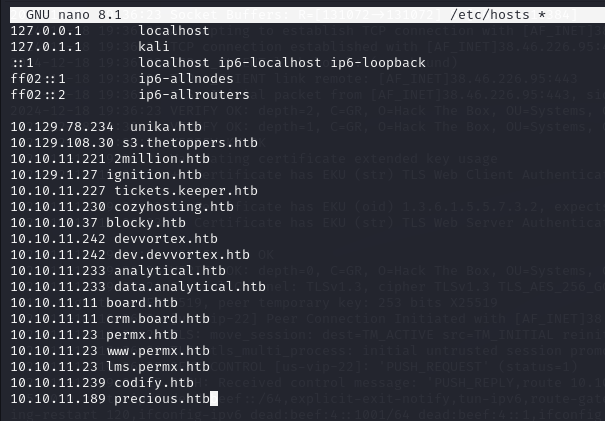 GNU nano 8.1 /etc/hosts *
127.0.0.1 localhost
127.0.1.1 kali
::1 localhost ip6-localhost ip6-loopback
ff02::1 ip6-allnodes
ff02::2 ip6-allrouters
10.129.78.234 unika.htb
10.129.108.30 s3.thetoppers.htb
10.10.11.221 2million.htb
10.129.1.27 ignition.htb
10.10.11.227 tickets.keeper.htb
10.10.11.230 cozyhosting.htb
10.10.10.37 blocky.htb
10.10.11.242 devvortex.htb
10.10.11.242 dev.devvortex.htb
10.10.11.233 analytical.htb
10.10.11.233 data.analytical.htb
10.10.11.11 board.htb
10.10.11.11 crm.board.htb
10.10.11.23 permx.htb
10.10.11.23 www.permx.htb
10.10.11.23 lms.permx.htb
10.10.11.239 codify.htb
10.10.11.189 precious.htb